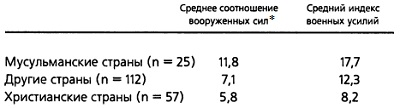 Среднее соотношение Средний индекс
вооруженных сил* военных усилий
Мусульманские страны (n = 25) 11,8 17,7
Другие страны (n = 112) 7,1 12,3
Христианские страны (n = 57) 5,8 8,2